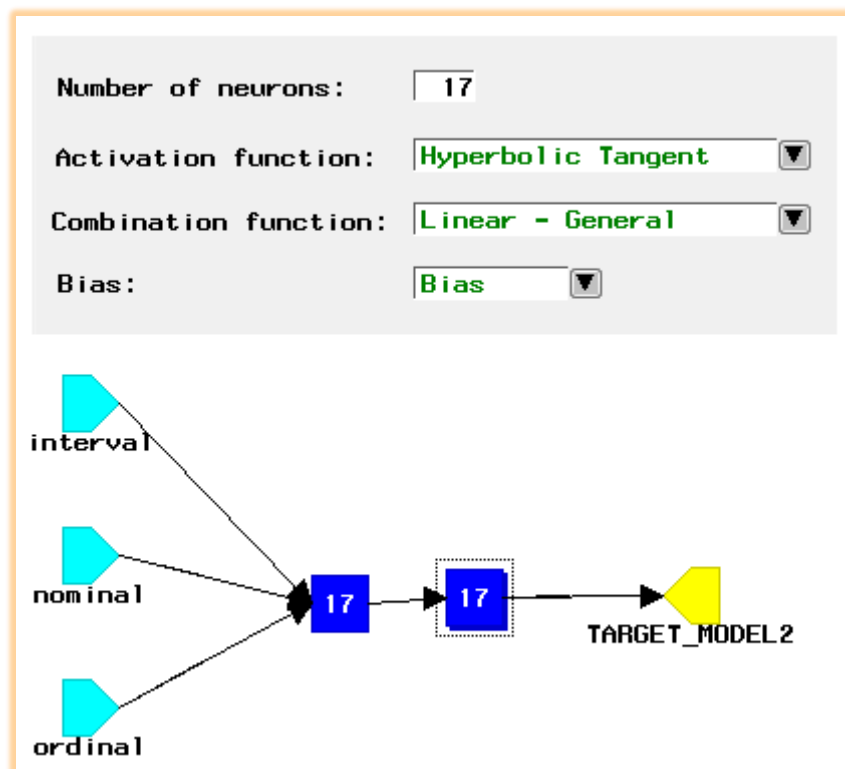 Number of neurons: 17
Activation function: Hyperbolic Tangent
Combination function: Linear - General
Bias: Bias
interval
nominal
17
17
TARGET_MODEL2
ordinal